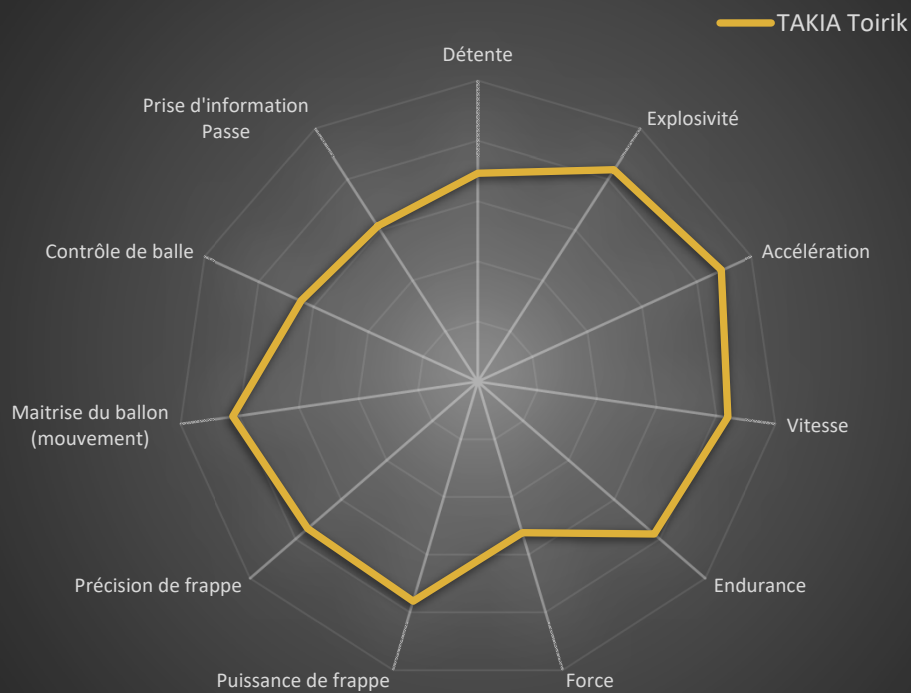 TAKIA Toirik
Détente
Explosivité
Accélération
Vitesse
Endurance
Force
Puissance de frappe
Précision de frappe
Maitrise du ballon
(mouvement)
Contrôle de balle
Prise d'information
Passe